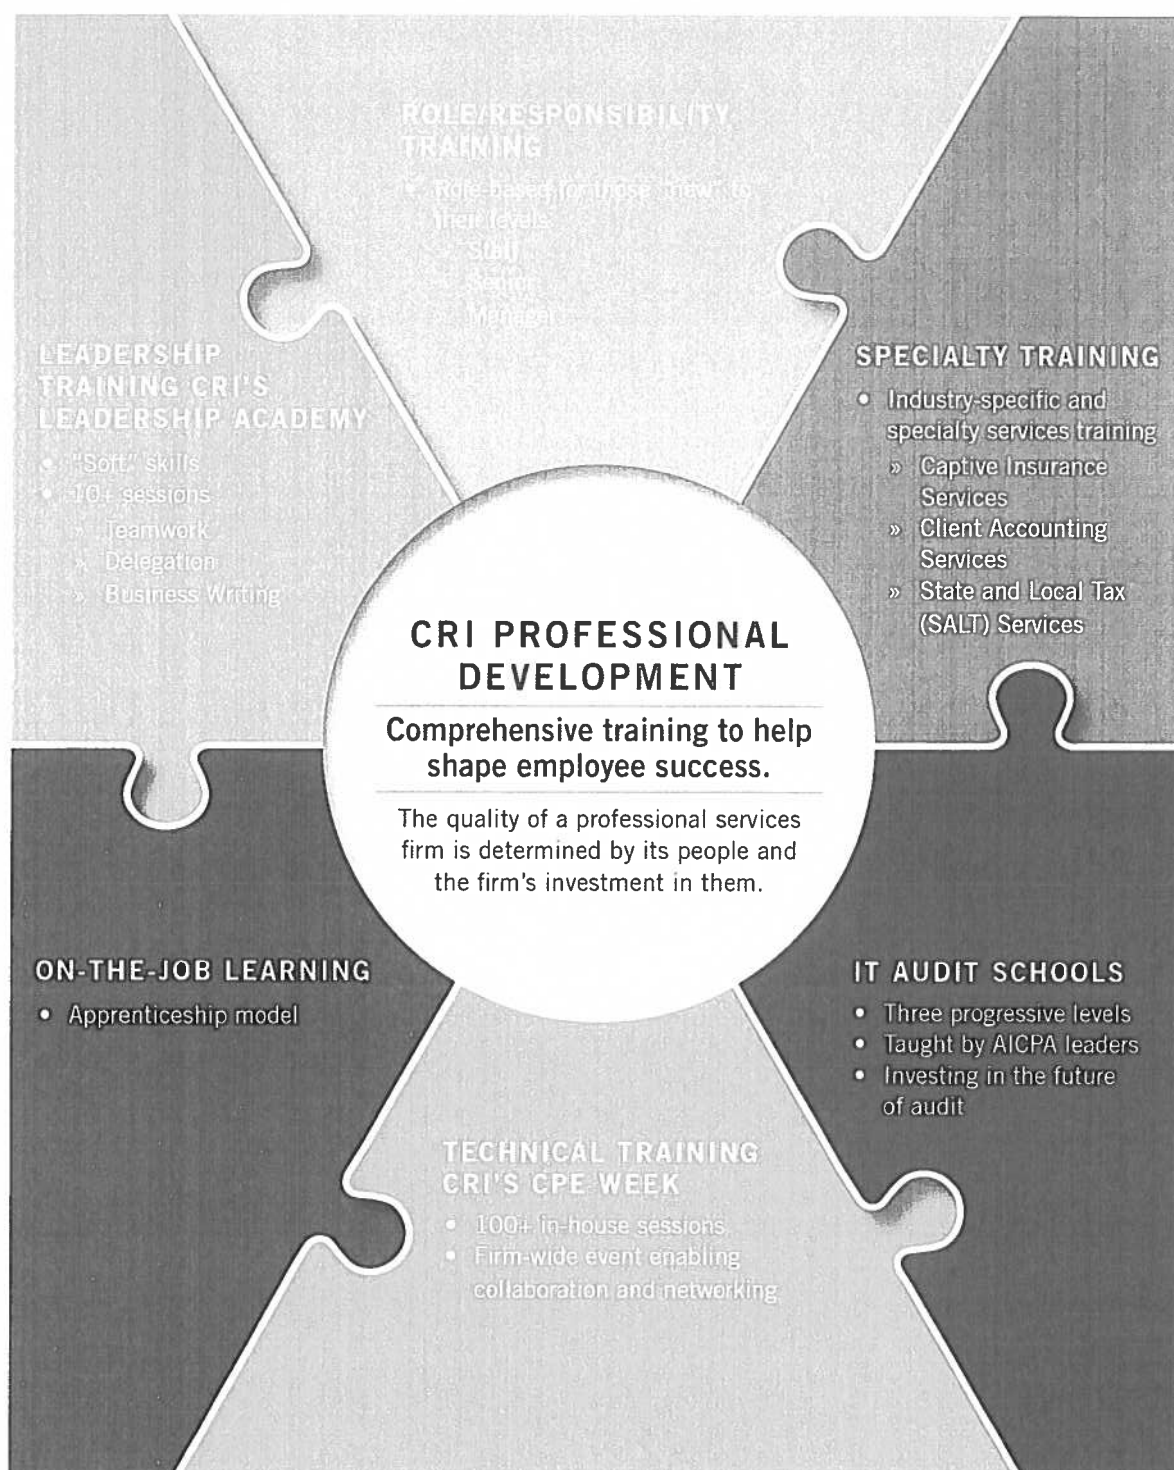 ROLE/RESPONSIBILITY
TRAINING
• Role-based for those "new" to
their levels
Staff
Senior
Manager
LEADERSHIP
TRAINING CRI'S
LEADERSHIP ACADEMY
• "Soft" skills
• 10+ sessions
» Teamwork
» Delegation
» Business Writing
SPECIALTY TRAINING
• Industry-specific and
specialty services training
» Captive Insurance
Services
» Client Accounting
Services
» State and Local Tax
(SALT) Services
CRI PROFESSIONAL
DEVELOPMENT
Comprehensive training to help
shape employee success.
The quality of a professional services
firm is determined by its people and
the firm's investment in them.
ON-THE-JOB LEARNING
• Apprenticeship model
IT AUDIT SCHOOLS
• Three progressive levels
• Taught by AICPA leaders
• Investing in the future
of audit
TECHNICAL TRAINING
CRI'S CPE WEEK
• 100+ in-house sessions
• Firm-wide event enabling
collaboration and networking